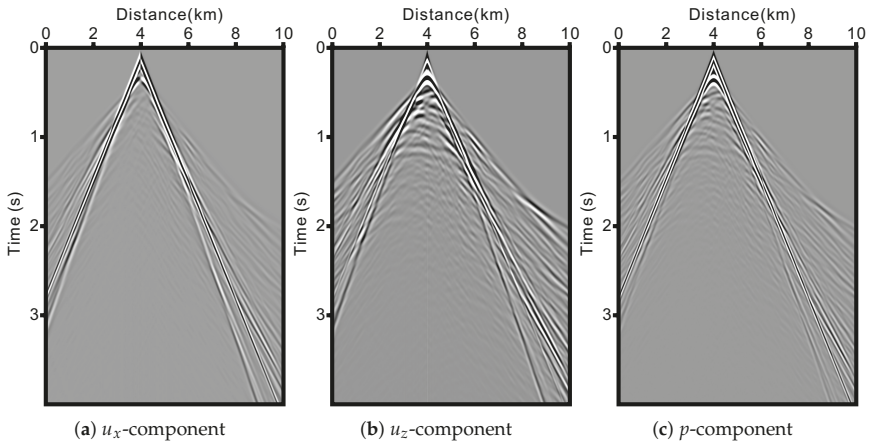 Distance(km)
0 2 4 6 8 10
0
1
2
3
Time (s)
(a) uₓ-component
Distance(km)
0 2 4 6 8 10
0
1
2
3
Time (s)
(b) u_z-component
Distance(km)
0 2 4 6 8 10
0
1
2
3
Time (s)
(c) p-component